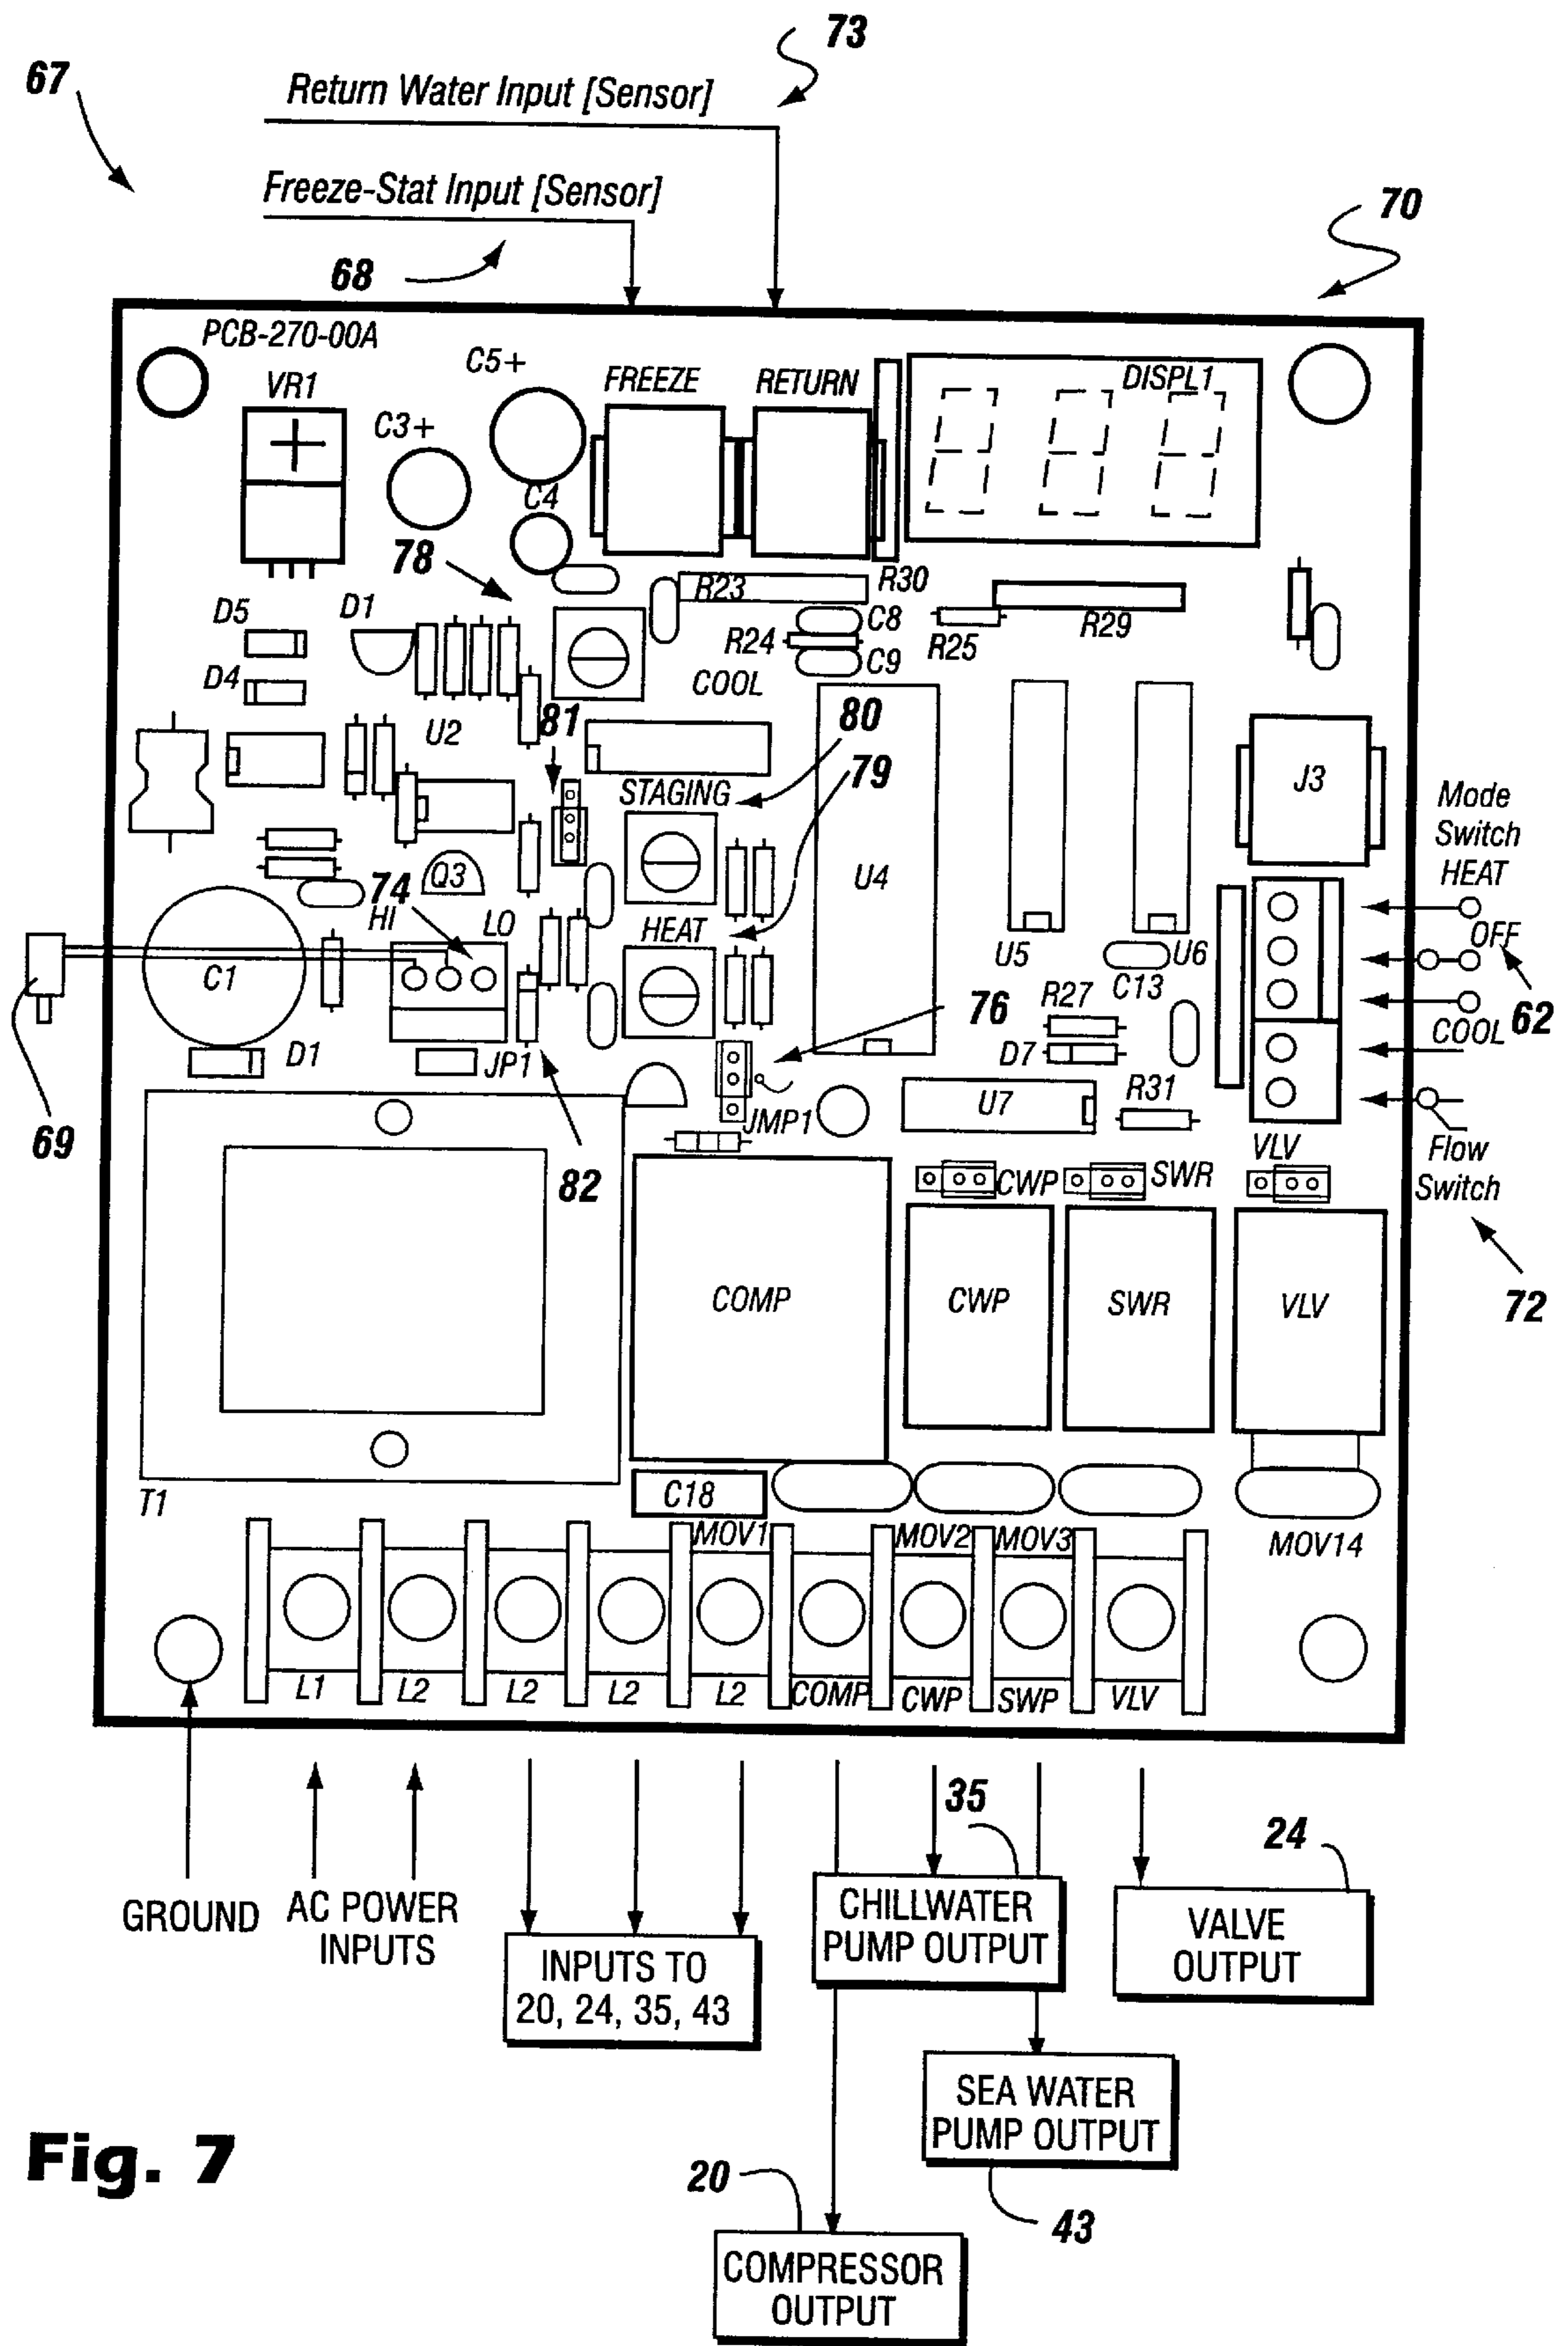 73
67
Return Water Input [Sensor]
Freeze-Stat Input [Sensor]
70
68
PCB-270-00A
C5+
VR1
FREEZE
RETURN
DISPL1
C3+
C4
78
R23
R30
D5
D1
C8
R24
R25
R29
C9
D4
COOL
81
80
U2
79
J3
STAGING
Mode
Switch
HEAT
Q3
U4
74
HI
LO
HEAT
OFF
U5
U6
C1
76
C13
R27
62
COOL
D1
JP1
D7
R31
U7
JMP1
69
VLV
Flow
Switch
82
CWP
SWR
COMP
CWP
SWR
VLV
72
C18
T1
MOV1
MOV2
MOV3
MOV14
L1
L2
L2
L2
L2
COMP
CWP
SWP
VLV
35
24
GROUND
AC POWER
INPUTS
CHILLWATER
PUMP OUTPUT
VALVE
OUTPUT
INPUTS TO
20, 24, 35, 43
SEA WATER
PUMP OUTPUT
Fig. 7
20
43
COMPRESSOR
OUTPUT